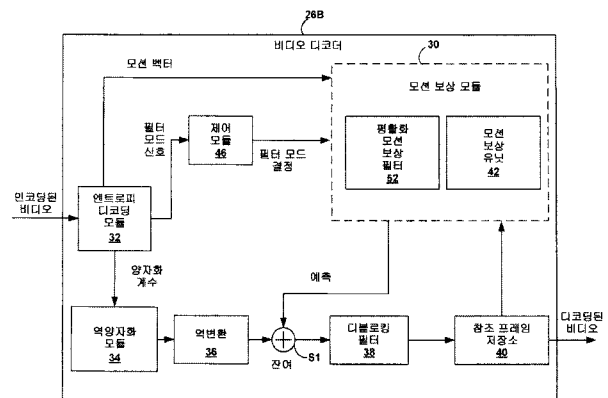 26B
비디오 디코더
30
모션 벡터
모션 보상 모듈
필터
모드
신호
제어
모듈
46
필터 모드
결정
평활화
모션
보상
필터
52
모션
보상
유닛
42
인코딩된
비디오
엔트로피
디코딩
모듈
32
양자화
계수
예측
역양자화
모듈
34
역변환
36
S1
잔여
디블로킹
필터
38
참조 프레임
저장소
40
디코딩된
비디오